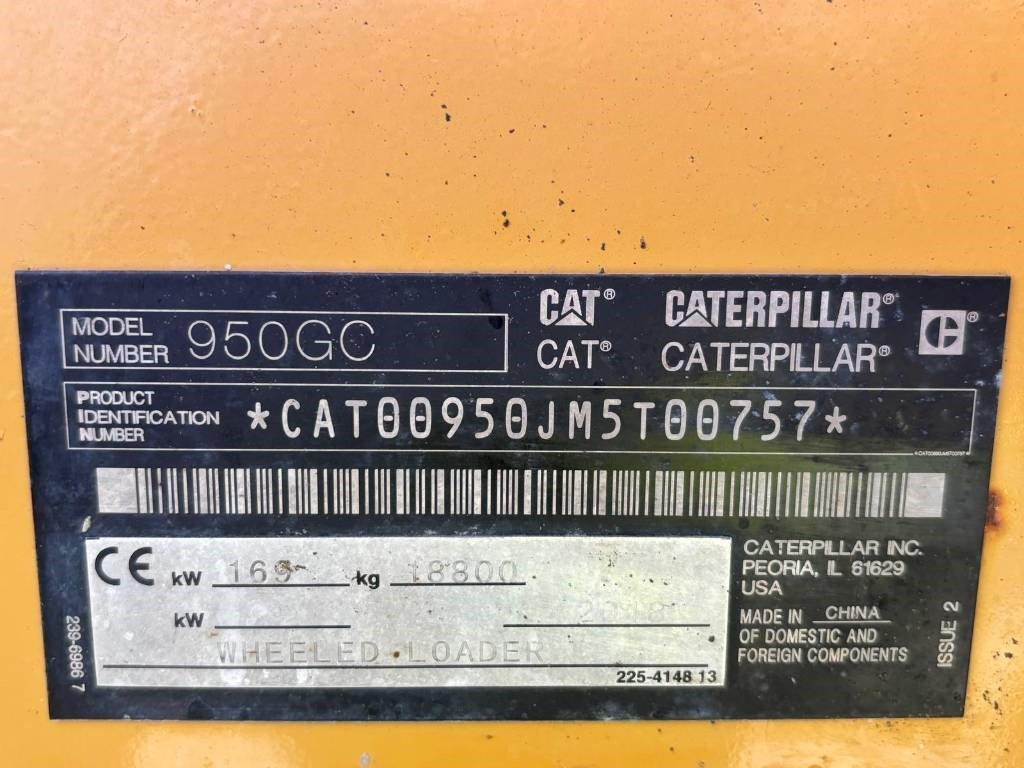 MODEL NUMBER 950GC
CAT® CATERPILLAR®
CAT® CATERPILLAR®
PRODUCT IDENTIFICATION NUMBER *CAT00950JM5T00757*
CE kW 169 kg 18800
kW 2018
WHEELED LOADER
225-4148 13
239-6986 7
CATERPILLAR INC.
PEORIA, IL 61629
USA
MADE IN CHINA
OF DOMESTIC AND
FOREIGN COMPONENTS
ISSUE 2